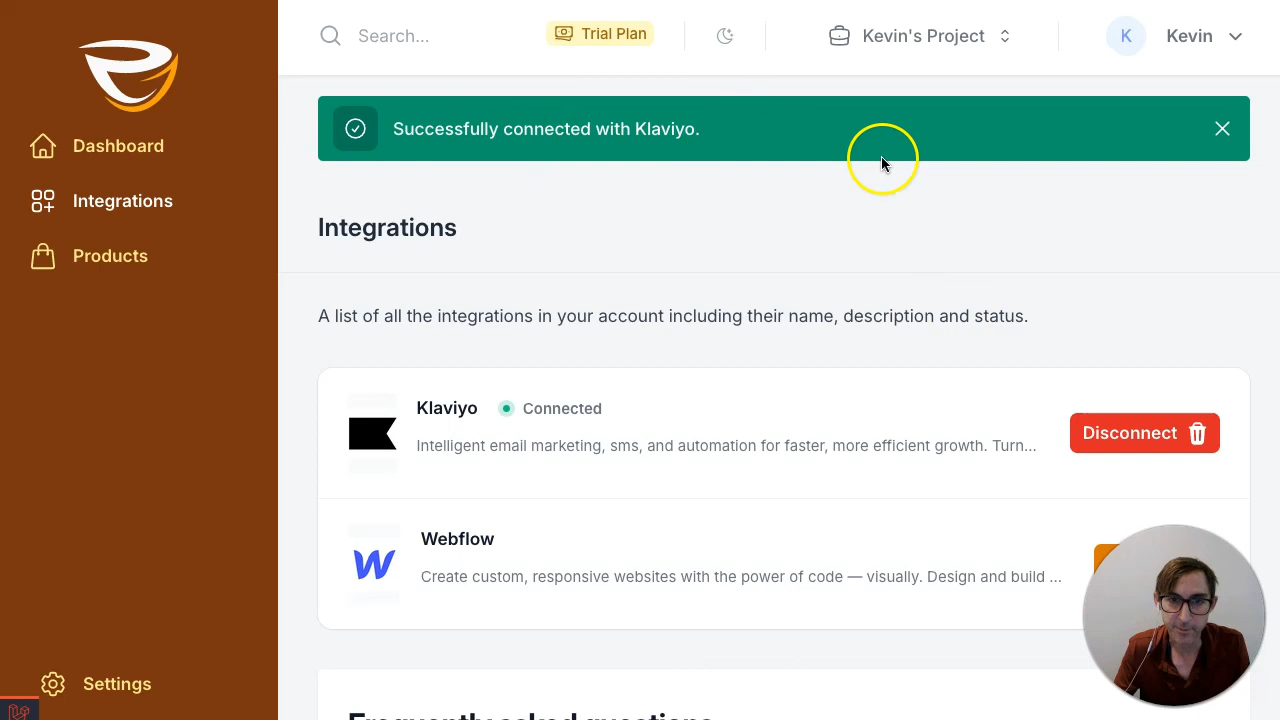 Search...
Trial Plan
Kevin's Project
K
Kevin
Dashboard
Integrations
Products
Settings
Successfully connected with Klaviyo.
Integrations
A list of all the integrations in your account including their name, description and status.
Klaviyo
Connected
Intelligent email marketing, sms, and automation for faster, more efficient growth. Turn...
Disconnect
Webflow
Create custom, responsive websites with the power of code — visually. Design and build ...
Frequently asked questions